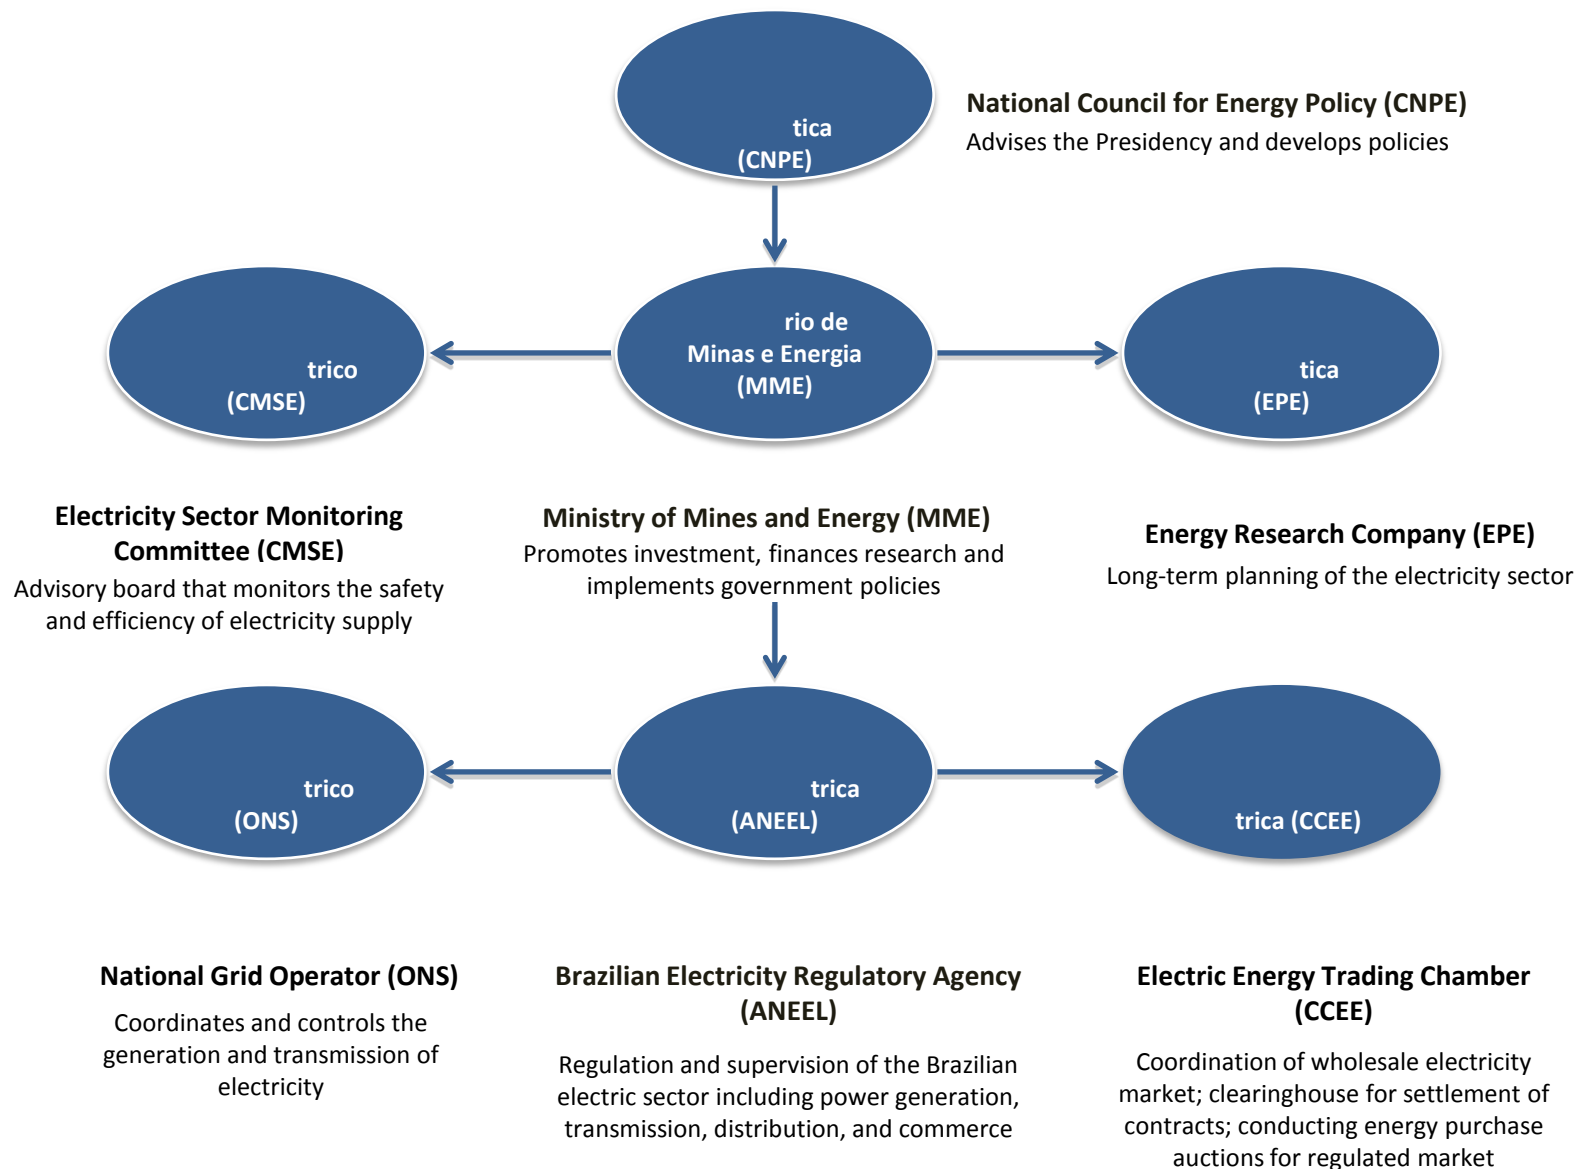 tica
(CNPE)
National Council for Energy Policy (CNPE)
Advises the Presidency and develops policies
trico
(CMSE)
rio de
Minas e Energia
(MME)
tica
(EPE)
Electricity Sector Monitoring
Committee (CMSE)
Advisory board that monitors the safety
and efficiency of electricity supply
Ministry of Mines and Energy (MME)
Promotes investment, finances research and
implements government policies
Energy Research Company (EPE)
Long-term planning of the electricity sector
trico
(ONS)
trica
(ANEEL)
trica (CCEE)
National Grid Operator (ONS)
Coordinates and controls the
generation and transmission of
electricity
Brazilian Electricity Regulatory Agency
(ANEEL)
Regulation and supervision of the Brazilian
electric sector including power generation,
transmission, distribution, and commerce
Electric Energy Trading Chamber
(CCEE)
Coordination of wholesale electricity
market; clearinghouse for settlement of
contracts; conducting energy purchase
auctions for regulated market